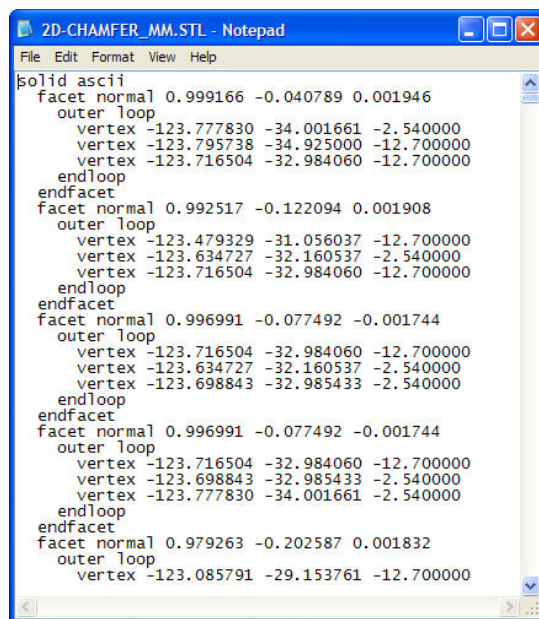 2D-CHAMFER_MM.STL - Notepad
File Edit Format View Help
solid ascii
facet normal 0.999166 -0.040789 0.001946
outer loop
vertex -123.777830 -34.001661 -2.540000
vertex -123.795738 -34.925000 -12.700000
vertex -123.716504 -32.984060 -12.700000
endloop
endfacet
facet normal 0.992517 -0.122094 0.001908
outer loop
vertex -123.479329 -31.056037 -12.700000
vertex -123.634727 -32.160537 -2.540000
vertex -123.716504 -32.984060 -12.700000
endloop
endfacet
facet normal 0.996991 -0.077492 -0.001744
outer loop
vertex -123.716504 -32.984060 -12.700000
vertex -123.634727 -32.160537 -2.540000
vertex -123.698843 -32.985433 -2.540000
endloop
endfacet
facet normal 0.996991 -0.077492 -0.001744
outer loop
vertex -123.716504 -32.984060 -12.700000
vertex -123.698843 -32.985433 -2.540000
vertex -123.777830 -34.001661 -2.540000
endloop
endfacet
facet normal 0.979263 -0.202587 0.001832
outer loop
vertex -123.085791 -29.153761 -12.700000